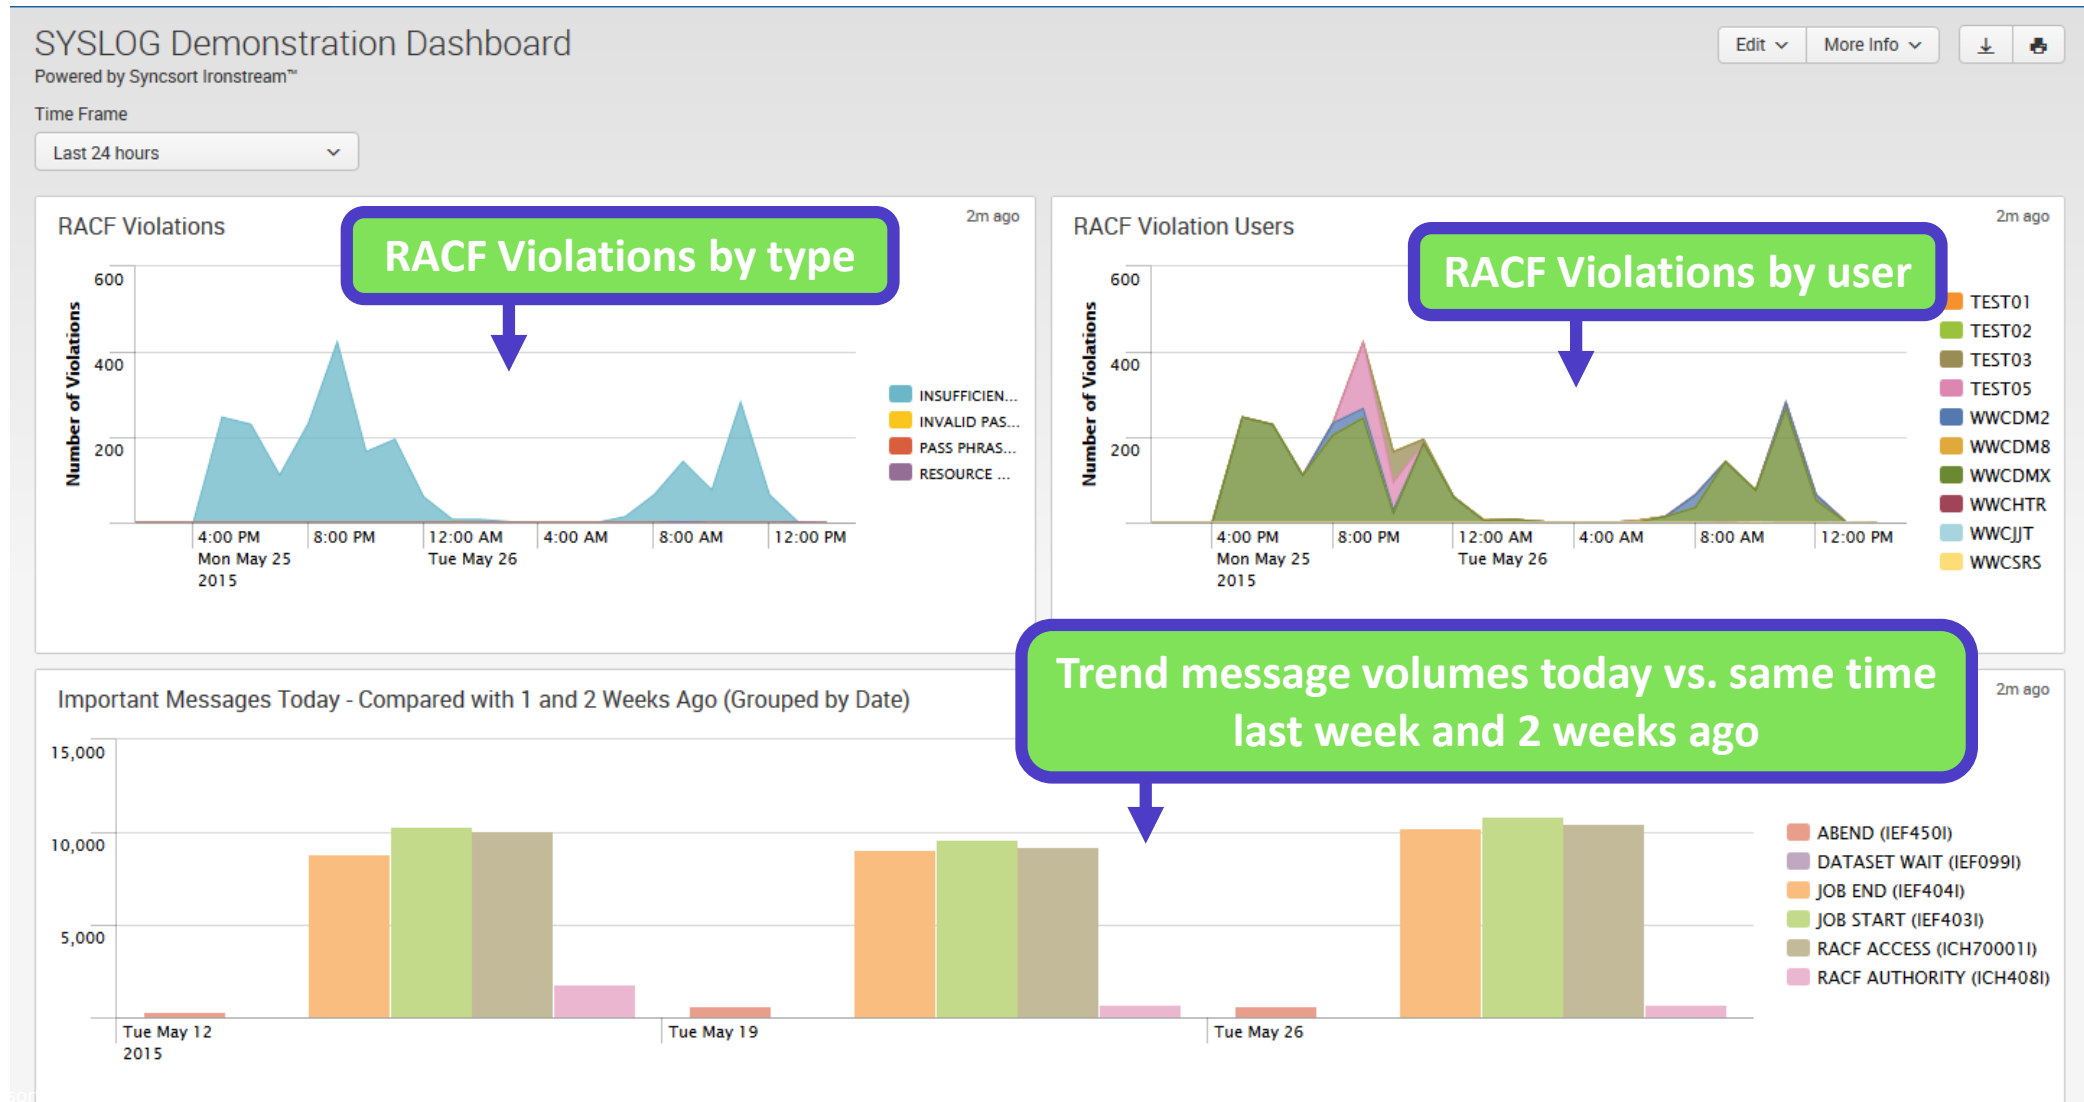 SYSLOG Demonstration Dashboard
Powered by Syncsort Ironstream™
Edit
More Info
Time Frame
Last 24 hours
RACF Violations
2m ago
RACF Violations by type
600
400
200
Number of Violations
INSUFFICIEN...
INVALID PAS...
PASS PHRAS...
RESOURCE ...
4:00 PM
Mon May 25
2015
8:00 PM
12:00 AM
Tue May 26
4:00 AM
8:00 AM
12:00 PM
RACF Violation Users
2m ago
RACF Violations by user
600
400
200
Number of Violations
TEST01
TEST02
TEST03
TEST05
WWCDM2
WWCDM8
WWCDMX
WWCHTR
WWCJJT
WWCSRS
4:00 PM
Mon May 25
2015
8:00 PM
12:00 AM
Tue May 26
4:00 AM
8:00 AM
12:00 PM
Important Messages Today - Compared with 1 and 2 Weeks Ago (Grouped by Date)
2m ago
Trend message volumes today vs. same time
last week and 2 weeks ago
15,000
10,000
5,000
ABEND (IEF450I)
DATASET WAIT (IEF099I)
JOB END (IEF404I)
JOB START (IEF403I)
RACF ACCESS (ICH70001I)
RACF AUTHORITY (ICH408I)
Tue May 12
2015
Tue May 19
Tue May 26